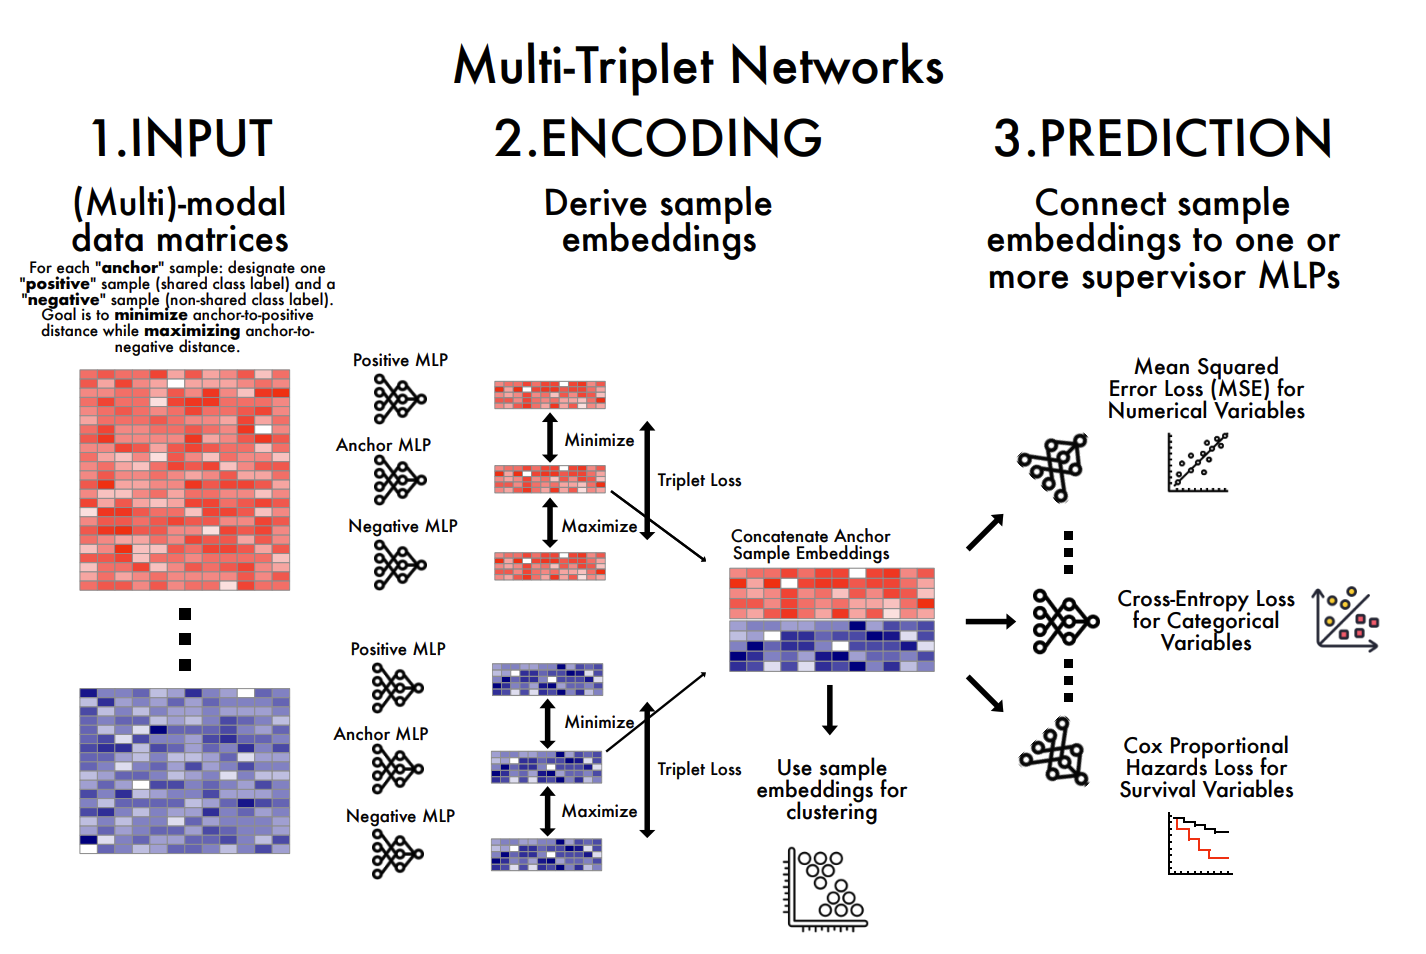 Multi-Triplet Networks
1.INPUT
(Multi)-modal
data matrices
For each "anchor" sample: designate one
"positive" sample (shared class label) and a
"negative" sample (non-shared class label).
Goal is to minimize anchor-to-positive
distance while maximizing anchor-to-
negative distance.
2.ENCODING
Derive sample
embeddings
Positive MLP
Anchor MLP
Negative MLP
Minimize
Maximize
Triplet Loss
Positive MLP
Anchor MLP
Negative MLP
Minimize
Maximize
Triplet Loss
Concatenate Anchor
Sample Embeddings
Use sample
embeddings for
clustering
3.PREDICTION
Connect sample
embeddings to one or
more supervisor MLPs
Mean Squared
Error Loss (MSE) for
Numerical Variables
Cross-Entropy Loss
for Categorical
Variables
Cox Proportional
Hazards Loss for
Survival Variables